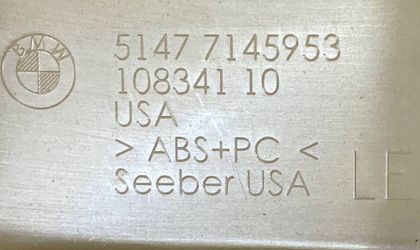 BMW
5147 7145953
108341 10
USA
> ABS+PC <
Seeber USA
LE